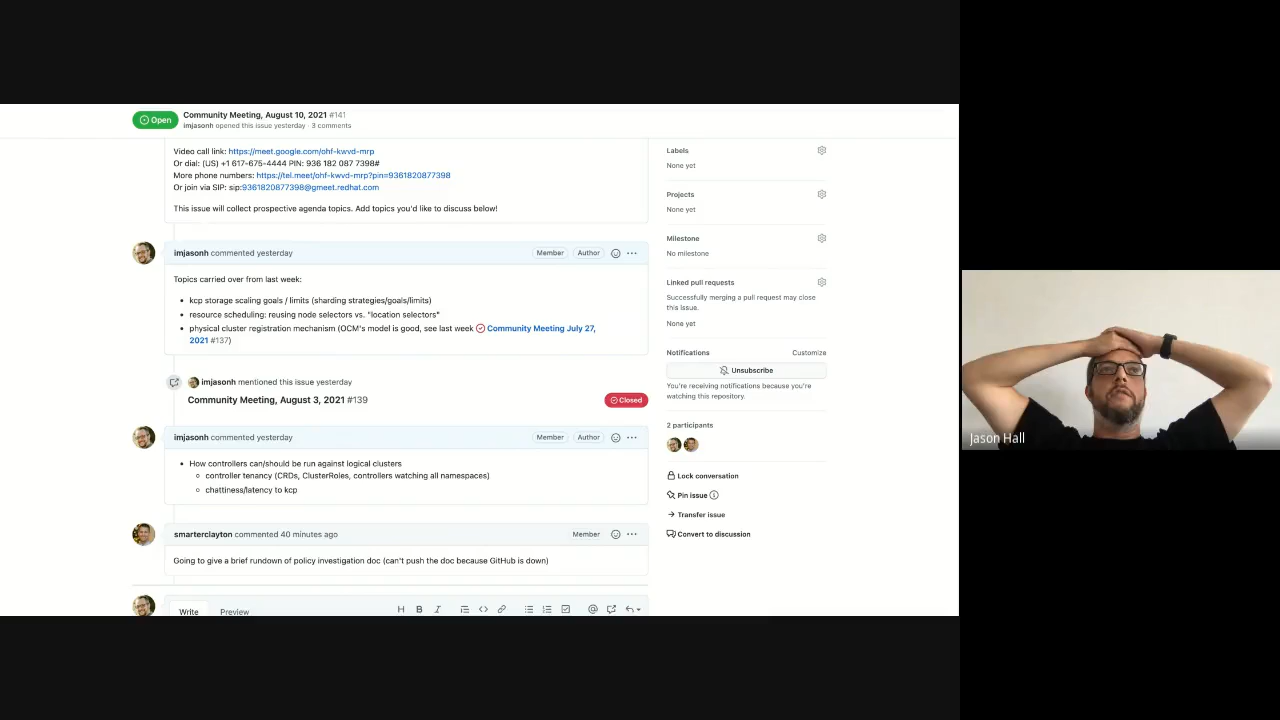 Open
Community Meeting, August 10, 2021 #141
imjasonh opened this issue yesterday · 3 comments
Video call link: https://meet.google.com/ohf-kwvd-mrp
Or dial: (US) +1 617-675-4444 PIN: 936 182 087 7398#
More phone numbers: https://tel.meet/ohf-kwvd-mrp?pin=9361820877398
Or join via SIP: sip:9361820877398@gmeet.redhat.com
This issue will collect prospective agenda topics. Add topics you'd like to discuss below!
imjasonh commented yesterday
Member
Author
Topics carried over from last week:
• kcp storage scaling goals / limits (sharding strategies/goals/limits)
• resource scheduling: reusing node selectors vs. "location selectors"
• physical cluster registration mechanism (OCM's model is good, see last week Community Meeting July 27,
2021 #137)
imjasonh mentioned this issue yesterday
Community Meeting, August 3, 2021 #139
Closed
imjasonh commented yesterday
Member
Author
• How controllers can/should be run against logical clusters
◦ controller tenancy (CRDs, ClusterRoles, controllers watching all namespaces)
◦ chattiness/latency to kcp
smarterclayton commented 40 minutes ago
Member
Going to give a brief rundown of policy investigation doc (can't push the doc because GitHub is down)
Write
Preview
Labels
None yet
Projects
None yet
Milestone
No milestone
Linked pull requests
Successfully merging a pull request may close
this issue.
None yet
Notifications
Customize
Unsubscribe
You're receiving notifications because you're
watching this repository.
2 participants
Lock conversation
Pin issue
Transfer issue
Convert to discussion
Jason Hall